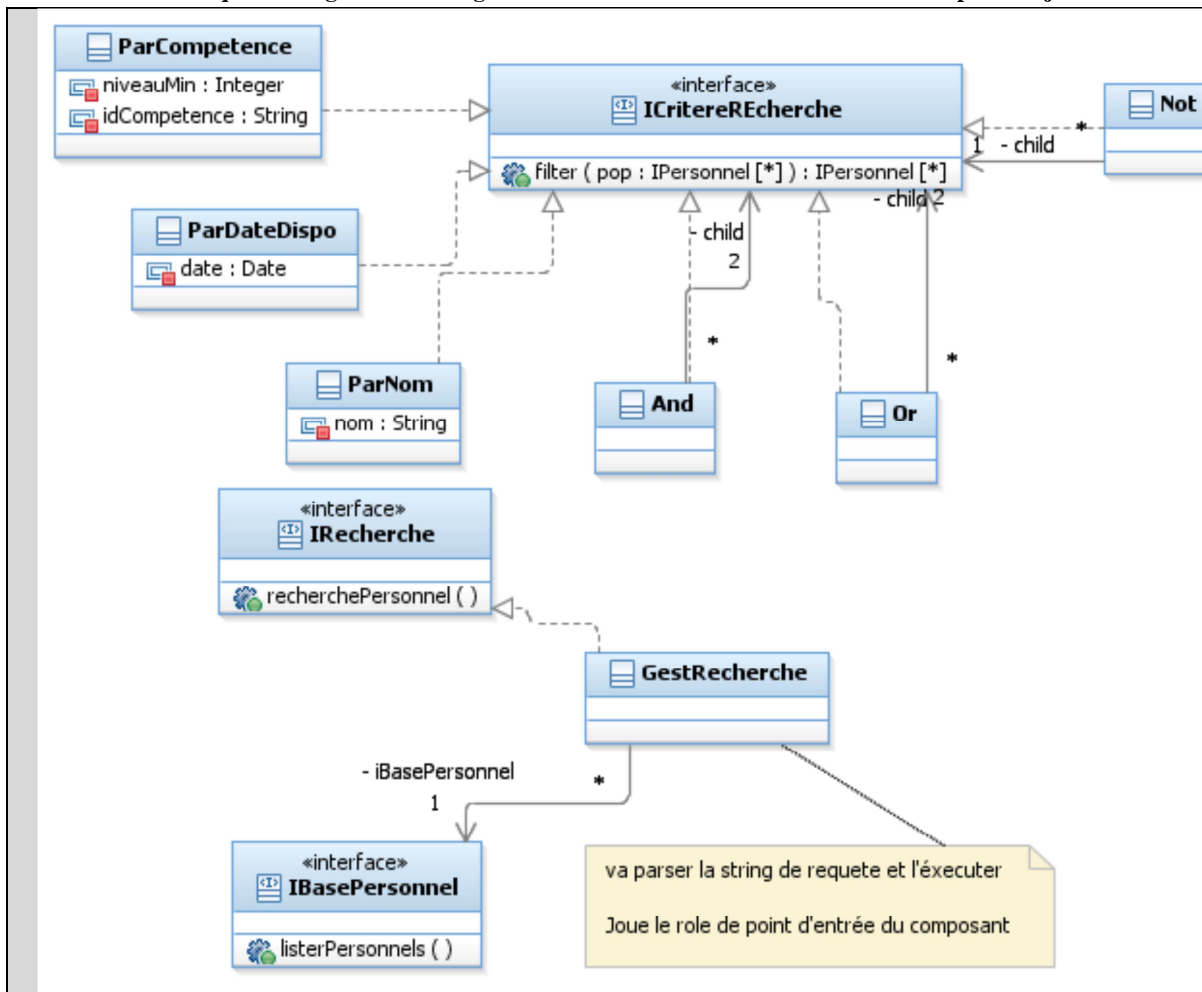 ParCompetence
niveauMin : Integer
idCompetence : String
«interface»
ICritereREcherche
filter ( pop : IPersonnel [*] ) : IPersonnel [*]
Not
*
1 - child
ParDateDispo
date : Date
- child
2
- child 2
*
*
ParNom
nom : String
And
Or
«interface»
IRecherche
recherchePersonnel ( )
GestRecherche
- iBasePersonnel
*
1
«interface»
IBasePersonnel
listerPersonnels ( )
va parser la string de requete et l'éxecuter
Joue le role de point d'entrée du composant